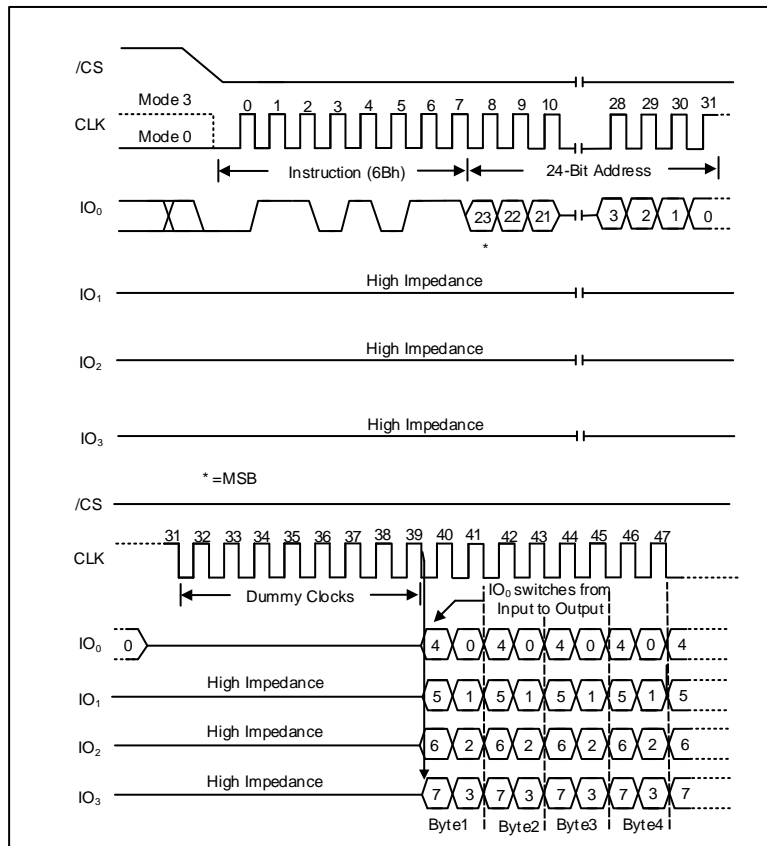 /CS
Mode 3
CLK
Mode 0
0 1 2 3 4 5 6 7 8 9 10 28 29 30 31
Instruction (6Bh)
24-Bit Address
IO₀
23 22 21 3 2 1 0
*
IO₁
High Impedance
IO₂
High Impedance
IO₃
High Impedance
* =MSB
/CS
CLK
31 32 33 34 35 36 37 38 39 40 41 42 43 44 45 46 47
Dummy Clocks
IO₀ switches from
Input to Output
IO₀
0 4 0 4 0 4 0 4 0 4
IO₁
High Impedance
5 1 5 1 5 1 5 1 5
IO₂
High Impedance
6 2 6 2 6 2 6 2 6
IO₃
High Impedance
7 3 7 3 7 3 7 3 7
Byte1 Byte2 Byte3 Byte4